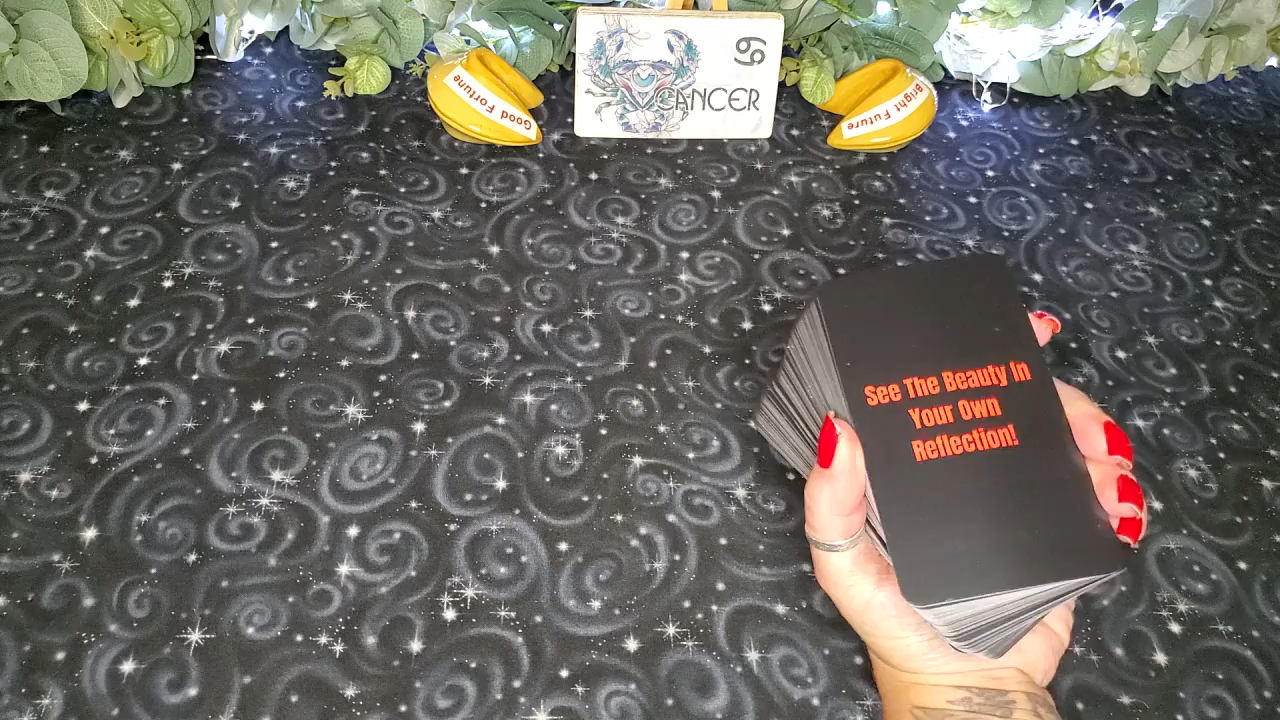 Good Fortune
♋
CANCER
Bright Future
See The Beauty In
Your Own
Reflection!